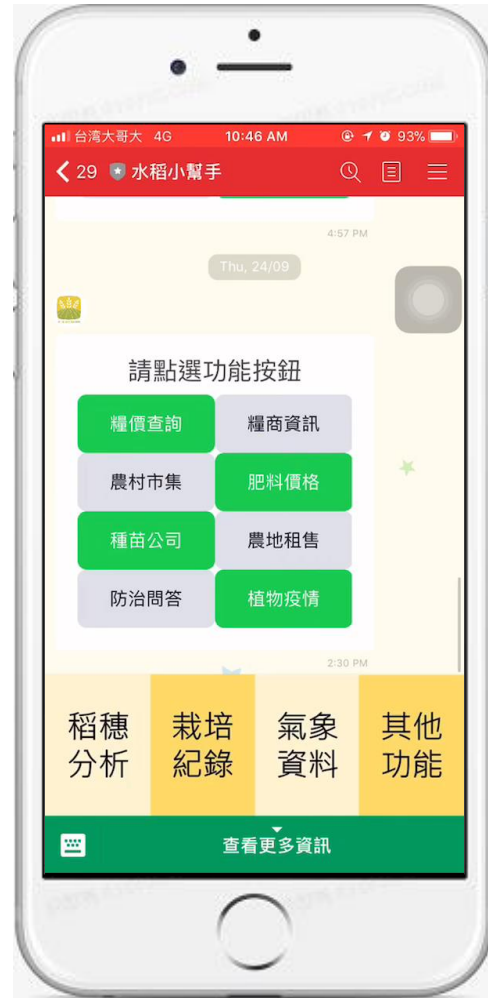 台灣大哥大 4G 10:46 AM 93%
29 水稻小幫手
4:57 PM
Thu, 24/09
請點選功能按鈕
糧價查詢 糧商資訊
農村市集 肥料價格
種苗公司 農地租售
防治問答 植物疫情
2:30 PM
稻穗 栽培 氣象 其他
分析 紀錄 資料 功能
查看更多資訊